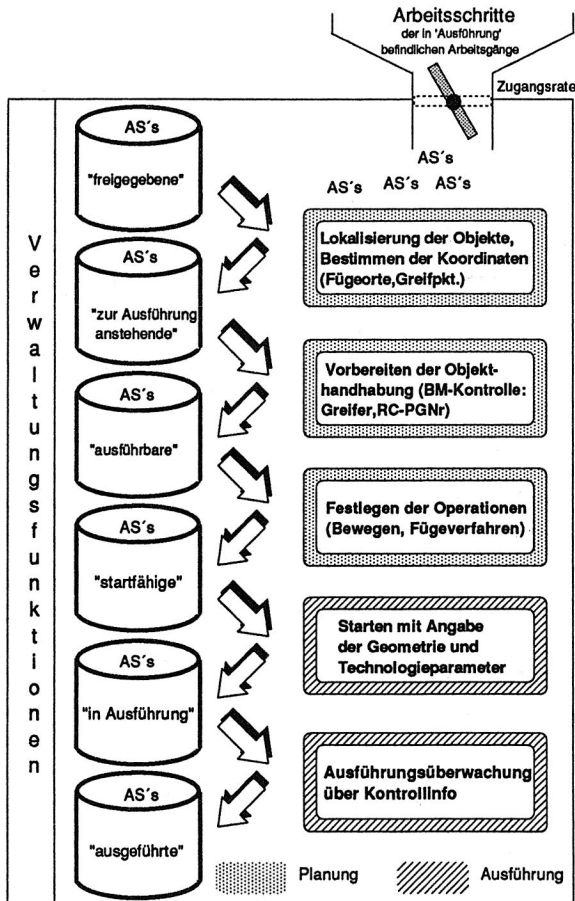 Arbeitsschritte
der in 'Ausführung'
befindlichen Arbeitsgänge
Zugangsrate
AS´s
AS´s AS´s AS´s
Verwaltungsfunktionen
AS´s
"freigegebene"
AS´s
"zur Ausführung
anstehende"
AS´s
"ausführbare"
AS´s
"startfähige"
AS´s
"in Ausführung"
AS´s
"ausgeführte"
Lokalisierung der Objekte,
Bestimmen der Koordinaten
(Fügeorte,Greifpkt.)
Vorbereiten der Objekt-
handhabung (BM-Kontrolle:
Greifer,RC-PGNr)
Festlegen der Operationen
(Bewegen, Fügeverfahren)
Starten mit Angabe
der Geometrie und
Technologieparameter
Ausführungsüberwachung
über Kontrollinfo
Planung
Ausführung